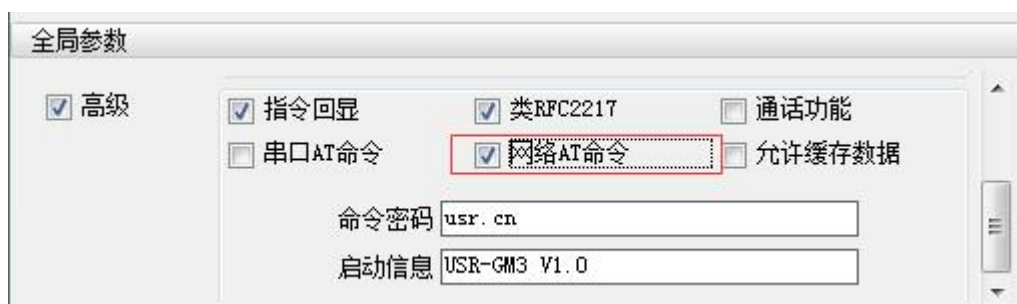 全局参数
高级
指令回显 类RFC2217 通话功能
串口AT命令 网络AT命令 允许缓存数据
命令密码 usr.cn
启动信息 USR-GM3 V1.0